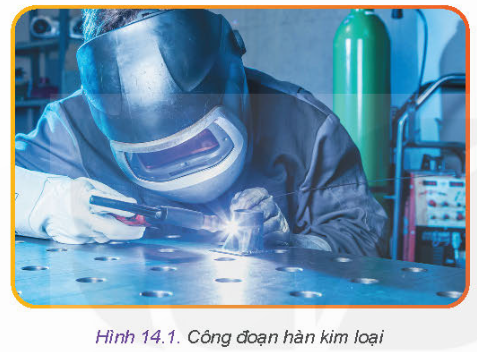 Hình 14.1. Công đoạn hàn kim loại